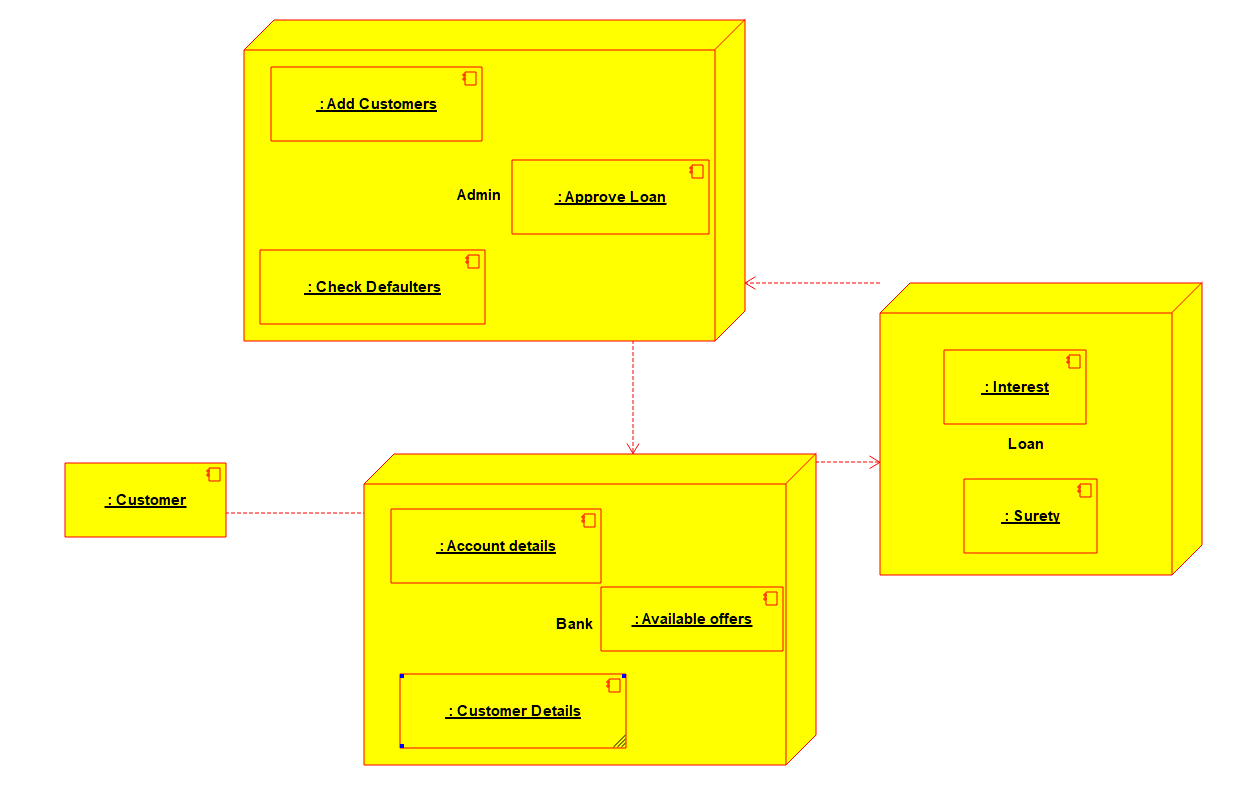 : Add Customers
Admin
: Approve Loan
: Check Defaulters
: Interest
Loan
: Surety
: Customer
: Account details
Bank
: Available offers
: Customer Details